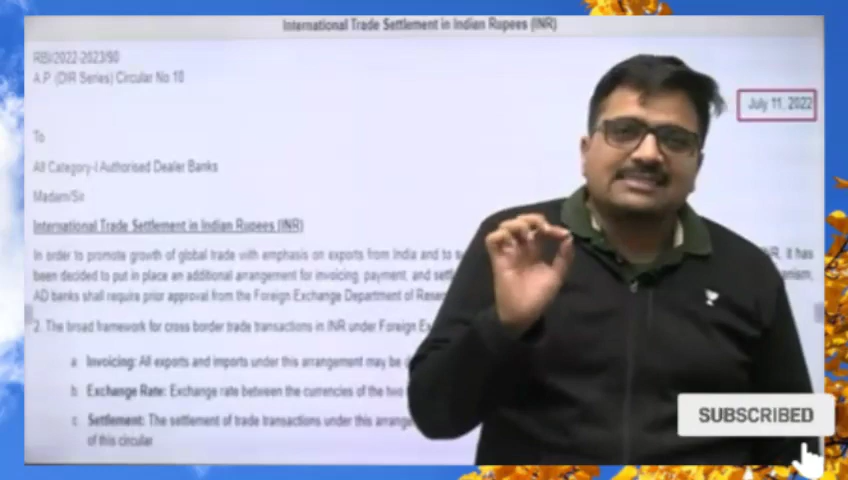 International Trade Settlement in Indian Rupees (INR)
RBI/2022-2023/90
A.P. (DIR Series) Circular No 10
July 11, 2022
To
All Category-I Authorised Dealer Banks
Madam/Sir
International Trade Settlement in Indian Rupees (INR)
In order to promote growth of global trade with emphasis on exports from India and to s INR, it has
been decided to put in place an additional arrangement for invoicing, payment, and settl
AD banks shall require prior approval from the Foreign Exchange Department of Reser
2. The broad framework for cross border trade transactions in INR under Foreign Ex
a Invoicing: All exports and imports under this arrangement may be
b. Exchange Rate: Exchange rate between the currencies of the two
c Settlement: The settlement of trade transactions under this arrange
of this circular
SUBSCRIBED